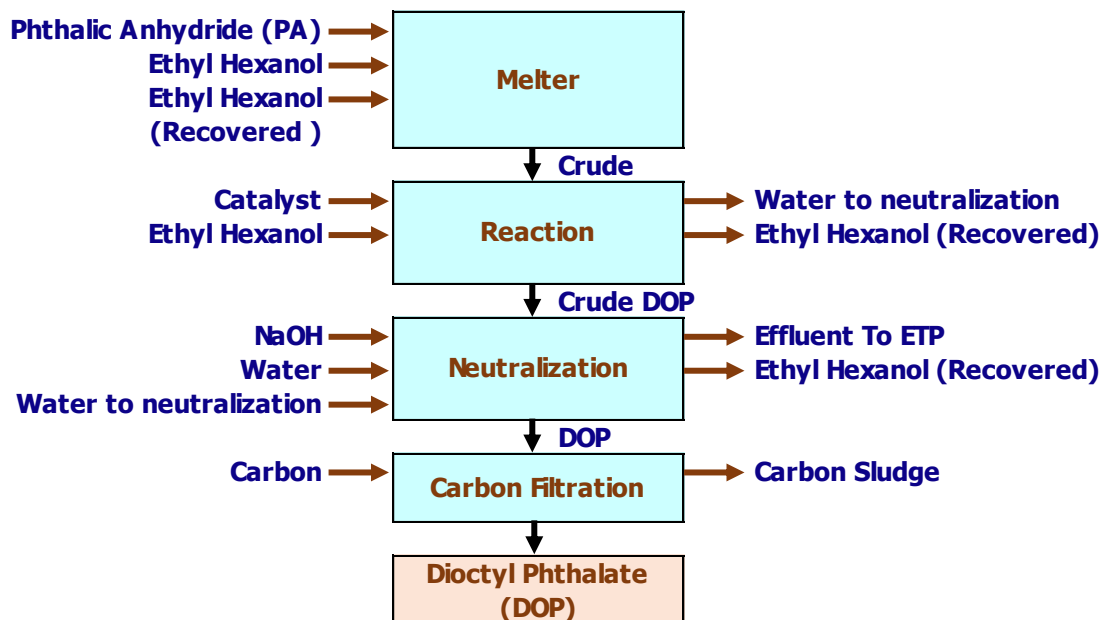 Phthalic Anhydride (PA)
Ethyl Hexanol
Ethyl Hexanol
(Recovered )
Melter
Crude
Catalyst
Ethyl Hexanol
Reaction
Water to neutralization
Ethyl Hexanol (Recovered)
Crude DOP
NaOH
Water
Water to neutralization
Neutralization
Effluent To ETP
Ethyl Hexanol (Recovered)
DOP
Carbon
Carbon Filtration
Carbon Sludge
Dioctyl Phthalate
(DOP)